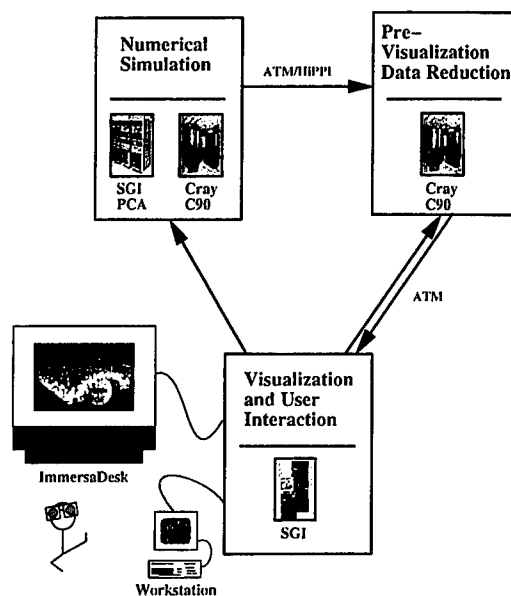 Numerical
Simulation
SGI
PCA
Cray
C90
ATM/HiPPI
Pre-
Visualization
Data Reduction
Cray
C90
ATM
Visualization
and User
Interaction
SGI
ImmersaDesk
Workstation